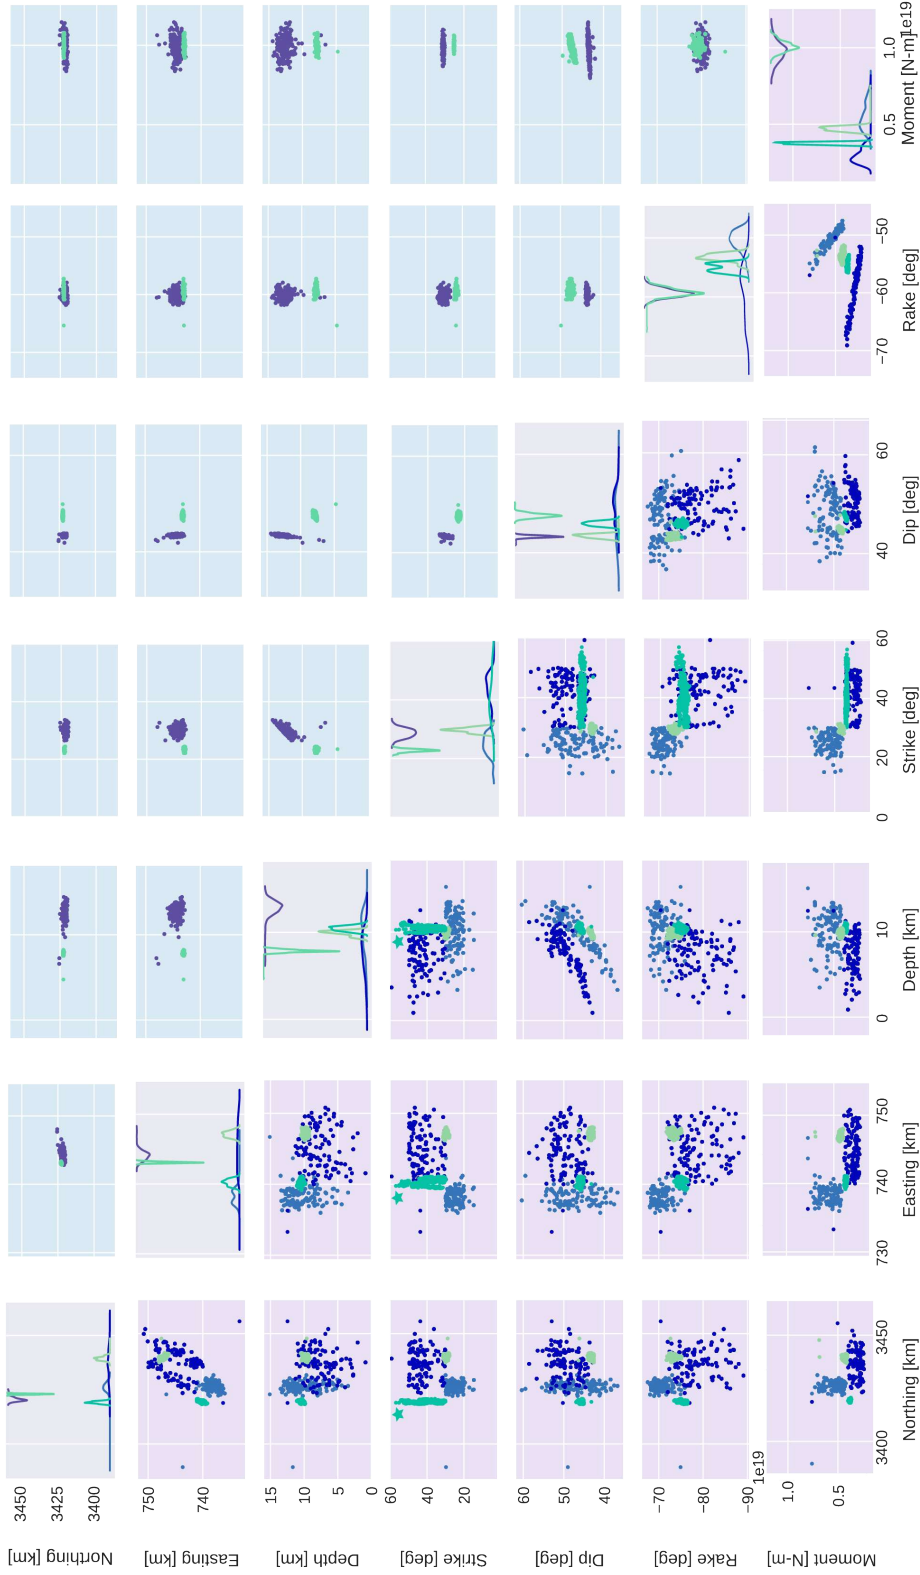 Northing [km]
3450
3425
3400
Easting [km]
750
740
Depth [km]
15
10
5
0
Strike [deg]
60
40
20
Dip [deg]
60
50
40
Rake [deg]
−70
−80
−90
1e19
Moment [N-m]
1.0
0.5
3400
3450
Northing [km]
730
740
750
Easting [km]
0
10
Depth [km]
0
20
40
60
Strike [deg]
40
60
Dip [deg]
−70
−60
−50
Rake [deg]
0.5
1.0
Moment [N-m]
1e19